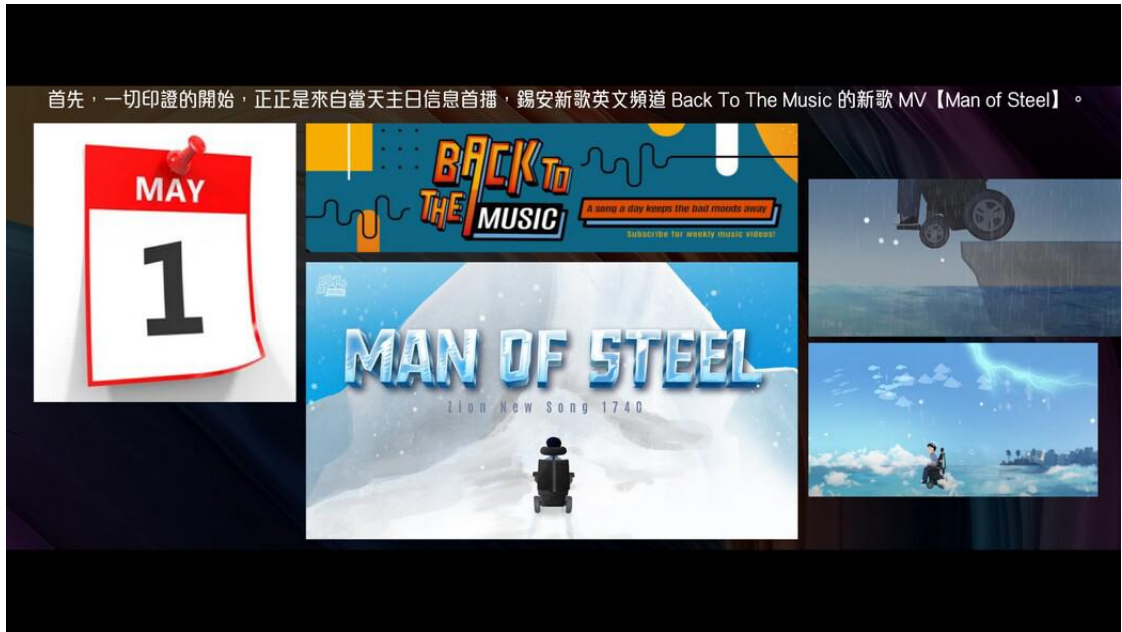 首先，一切印證的開始，正正是來自當天主日信息首播，錫安新歌英文頻道 Back To The Music 的新歌 MV【Man of Steel】。
MAY
1
BACK TO
THE MUSIC
A song a day keeps the bad moods away
Subscribe for weekly music videos!
MAN OF STEEL
Zion New Song 1740